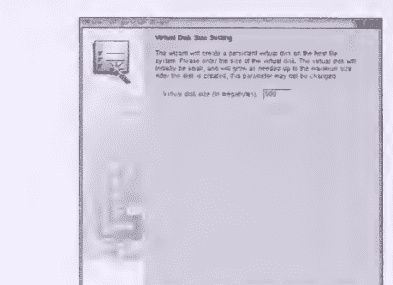 Virtual Disk Size Setting
The wizard will create a persistent virtual disk on the host file
system. Please enter the size of the virtual disk. The virtual disk will
initially be small, and will grow as needed up to the maximum size.
After the disk is created, this parameter may not be changed.
Virtual disk size (in megabytes): 500